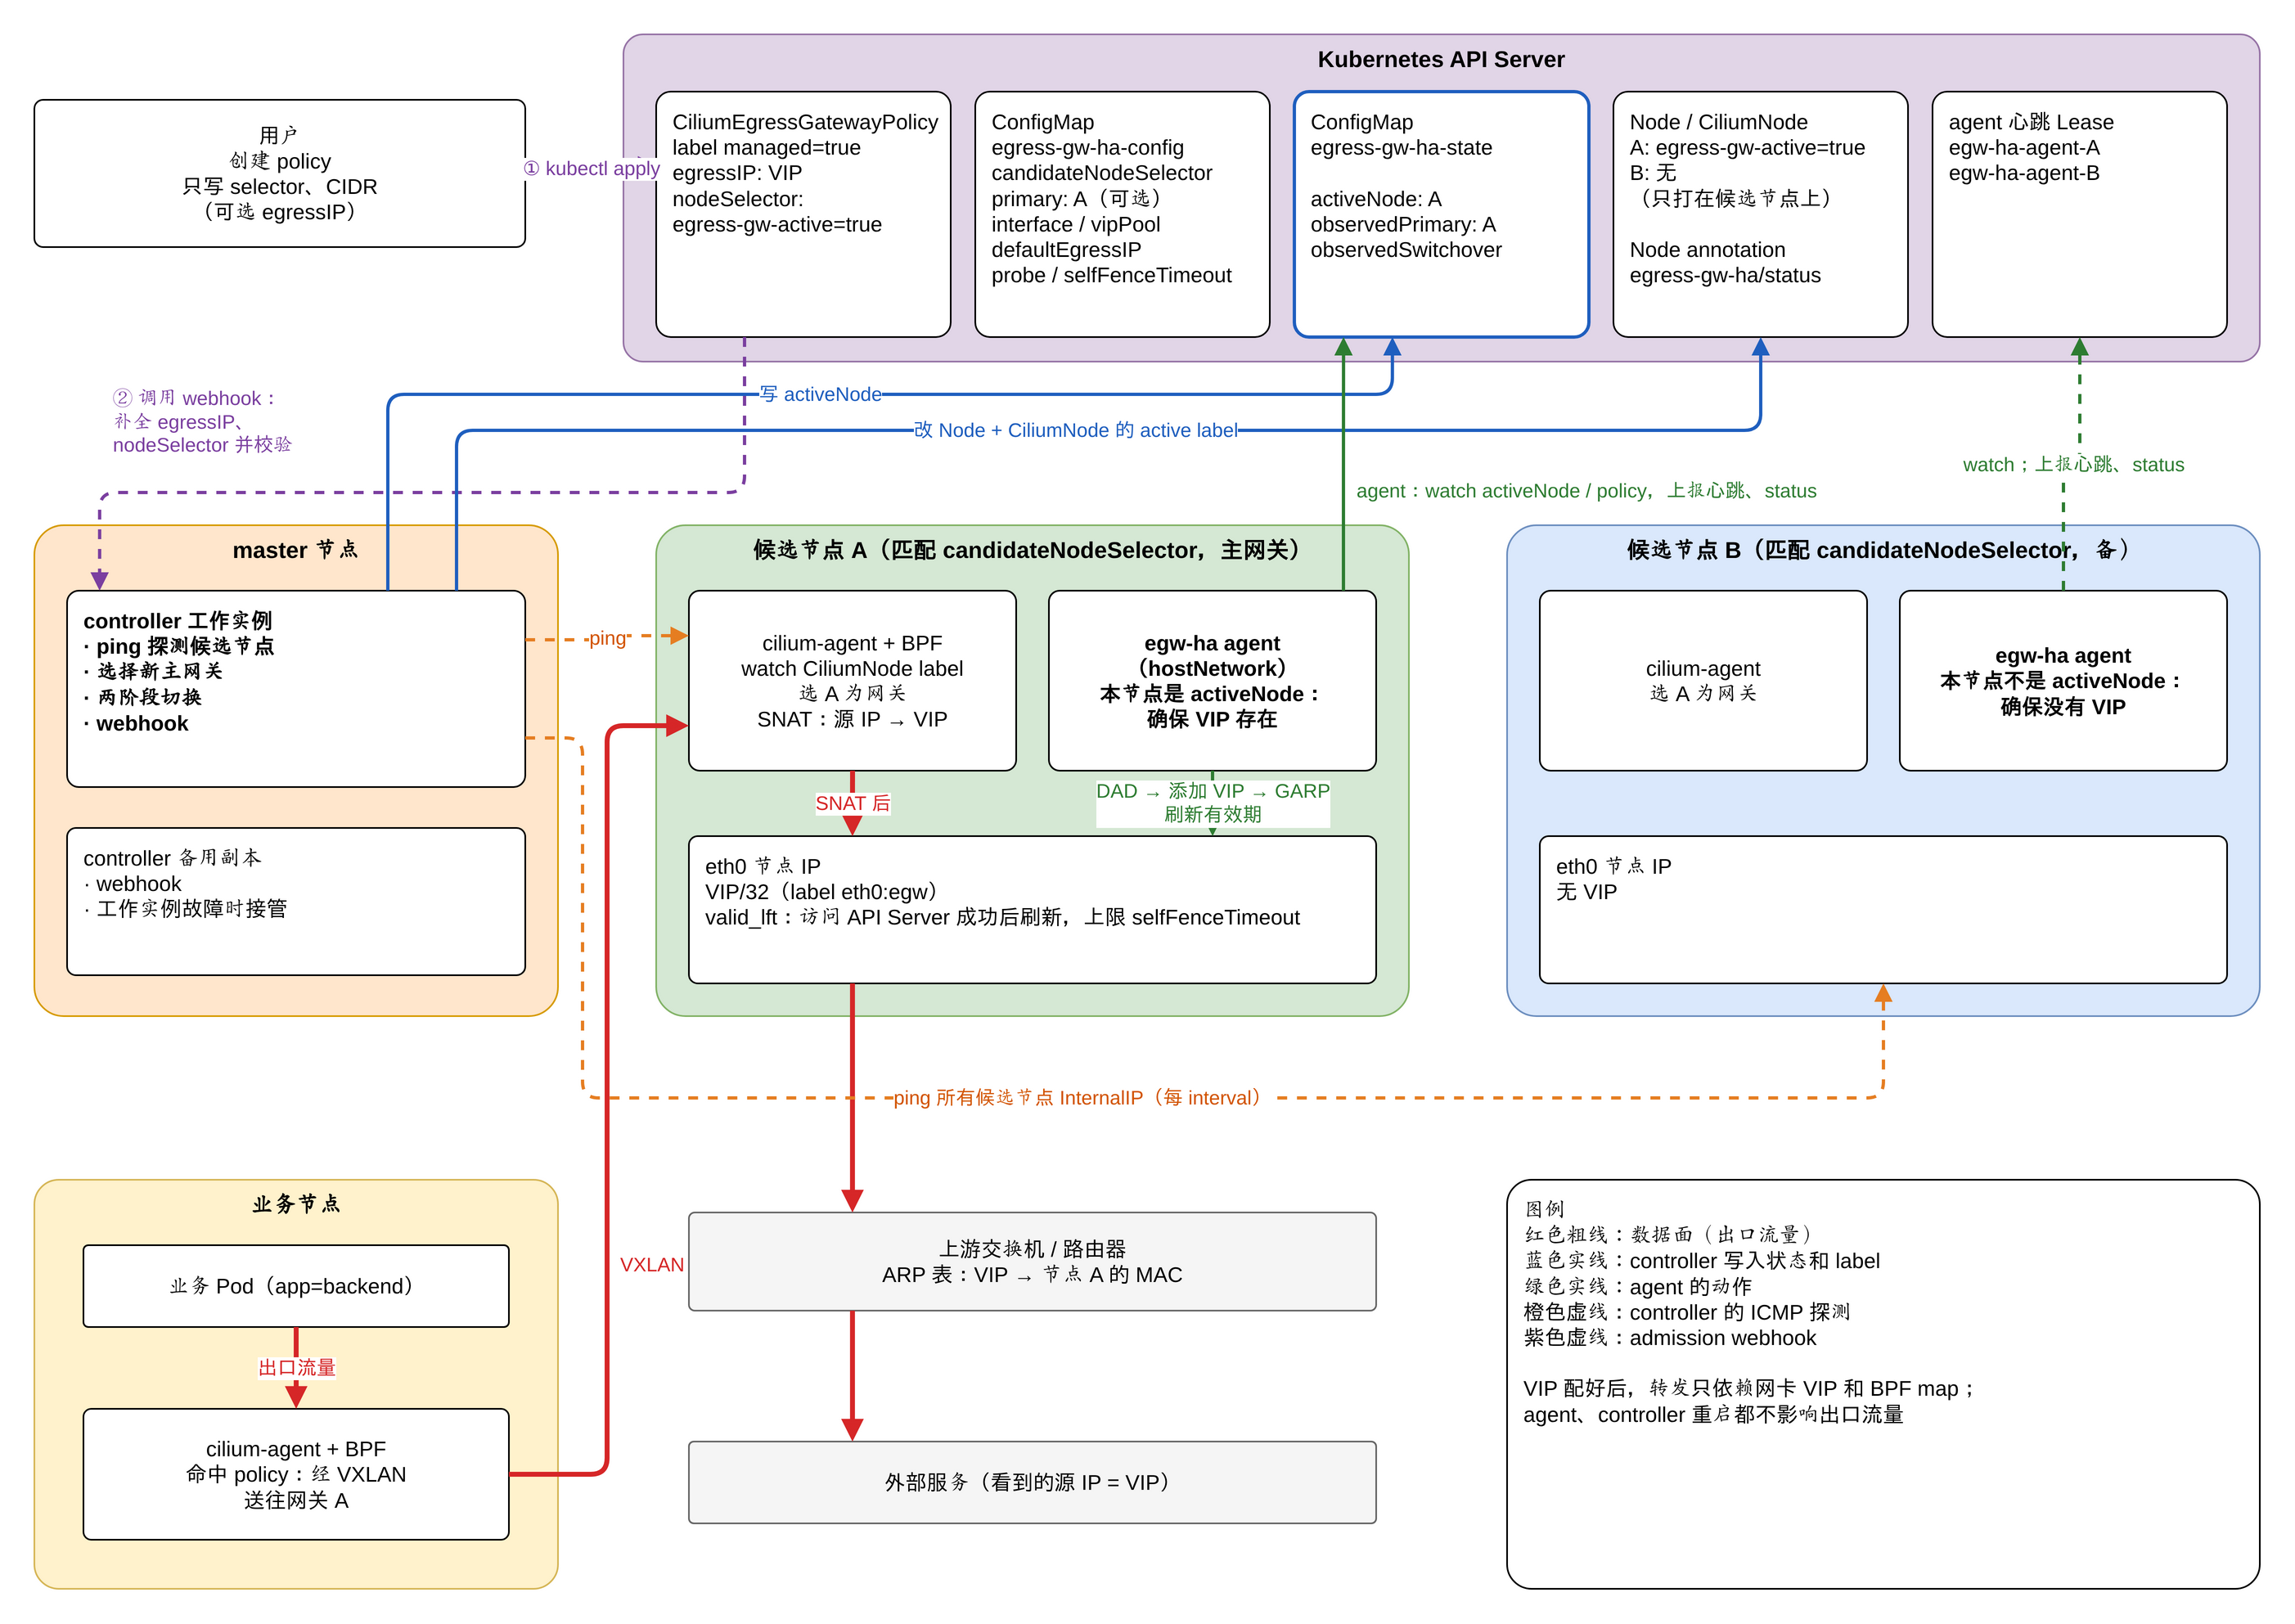 Kubernetes API Server
用户
创建 policy
只写 selector、CIDR
（可选 egressIP）
① kubectl apply
CiliumEgressGatewayPolicy
label managed=true
egressIP: VIP
nodeSelector:
egress-gw-active=true
ConfigMap
egress-gw-ha-config
candidateNodeSelector
primary: A（可选）
interface / vipPool
defaultEgressIP
probe / selfFenceTimeout
ConfigMap
egress-gw-ha-state
activeNode: A
observedPrimary: A
observedSwitchover
Node / CiliumNode
A: egress-gw-active=true
B: 无
（只打在候选节点上）
Node annotation
egress-gw-ha/status
agent 心跳 Lease
egw-ha-agent-A
egw-ha-agent-B
② 调用 webhook：
补全 egressIP、
nodeSelector 并校验
写 activeNode
改 Node + CiliumNode 的 active label
watch；上报心跳、status
agent：watch activeNode / policy，上报心跳、status
master 节点
controller 工作实例
· ping 探测候选节点
· 选择新主网关
· 两阶段切换
· webhook
controller 备用副本
· webhook
· 工作实例故障时接管
ping
候选节点 A（匹配 candidateNodeSelector，主网关）
cilium-agent + BPF
watch CiliumNode label
选 A 为网关
SNAT：源 IP → VIP
egw-ha agent
（hostNetwork）
本节点是 activeNode：
确保 VIP 存在
SNAT 后
DAD → 添加 VIP → GARP
刷新有效期
eth0 节点 IP
VIP/32（label eth0:egw）
valid_lft：访问 API Server 成功后刷新，上限 selfFenceTimeout
候选节点 B（匹配 candidateNodeSelector，备）
cilium-agent
选 A 为网关
egw-ha agent
本节点不是 activeNode：
确保没有 VIP
eth0 节点 IP
无 VIP
ping 所有候选节点 InternalIP（每 interval）
业务节点
业务 Pod（app=backend）
出口流量
cilium-agent + BPF
命中 policy：经 VXLAN
送往网关 A
VXLAN
上游交换机 / 路由器
ARP 表：VIP → 节点 A 的 MAC
外部服务（看到的源 IP = VIP）
图例
红色粗线：数据面（出口流量）
蓝色实线：controller 写入状态和 label
绿色实线：agent 的动作
橙色虚线：controller 的 ICMP 探测
紫色虚线：admission webhook
VIP 配好后，转发只依赖网卡 VIP 和 BPF map；
agent、controller 重启都不影响出口流量